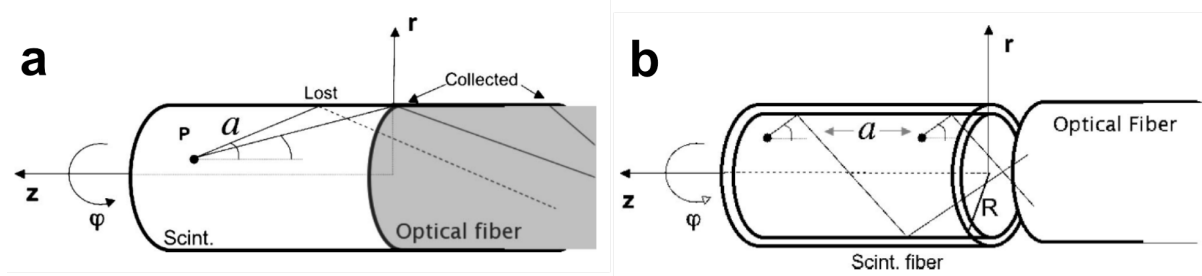 a
r
Collected
Lost
P
a
z
φ
Scint.
Optical fiber
b
r
Optical Fiber
a
z
φ
R
Scint. fiber